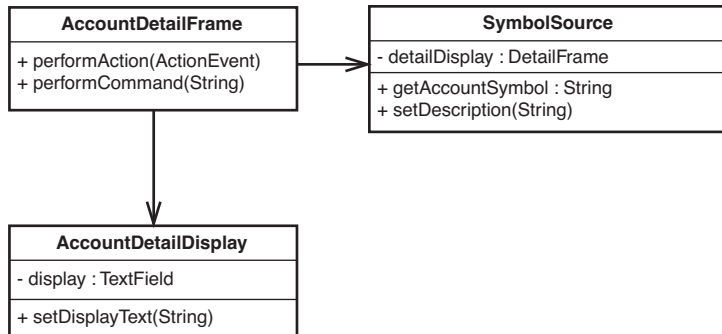 AccountDetailFrame
+ performAction(ActionEvent)
+ performCommand(String)
SymbolSource
- detailDisplay : DetailFrame
+ getAccountSymbol : String
+ setDescription(String)
AccountDetailDisplay
- display : TextField
+ setDisplayText(String)